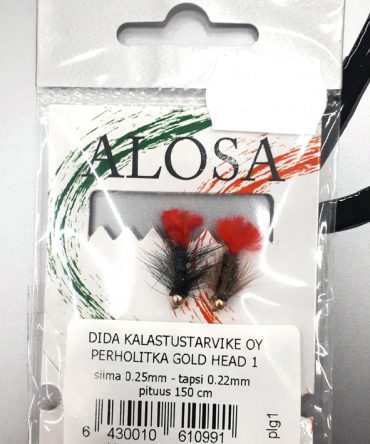 ALOSA
DIDA KALASTUSTARVIKE OY
PERHOLITKA GOLD HEAD 1
siima 0.25mm - tapsi 0.22mm
pituus 150 cm
plg1
6 430010 610991